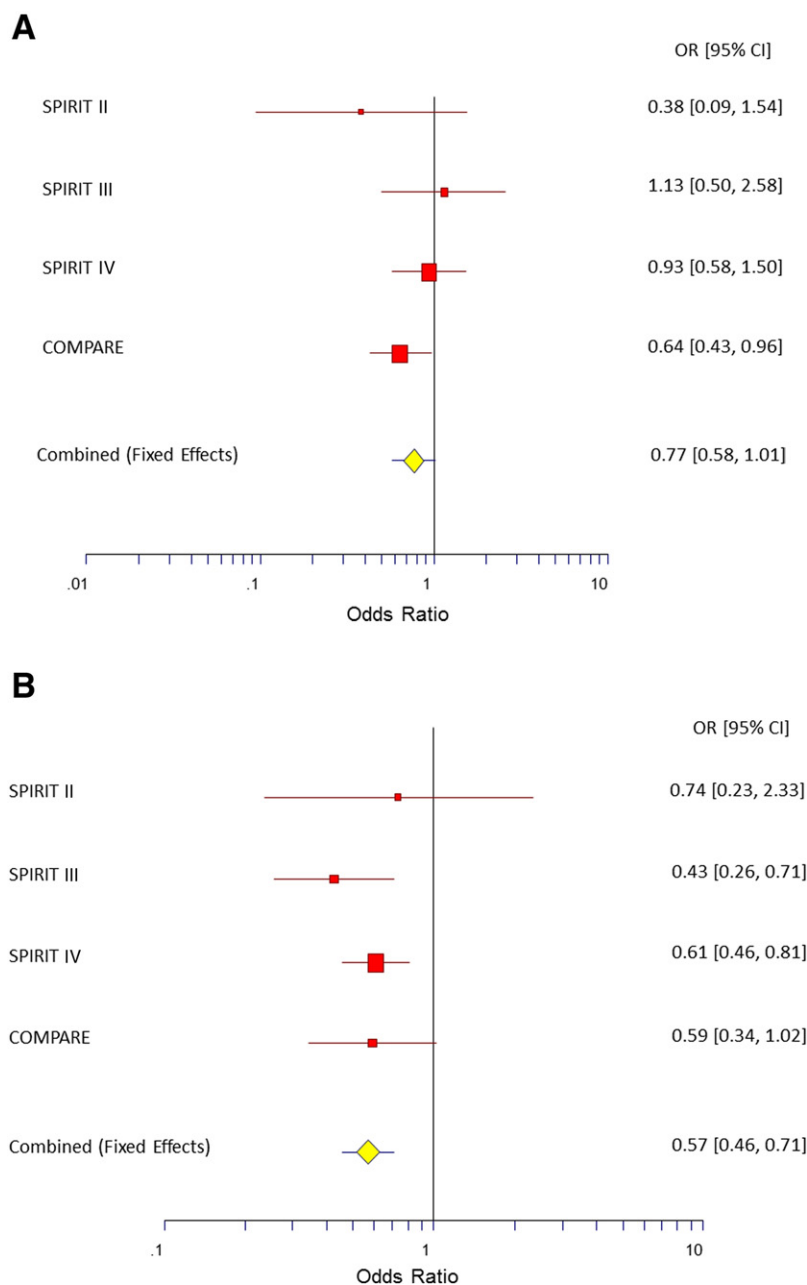 A
OR [95% CI]
SPIRIT II 0.38 [0.09, 1.54]
SPIRIT III 1.13 [0.50, 2.58]
SPIRIT IV 0.93 [0.58, 1.50]
COMPARE 0.64 [0.43, 0.96]
Combined (Fixed Effects) 0.77 [0.58, 1.01]
.01 .1 1 10
Odds Ratio
B
OR [95% CI]
SPIRIT II 0.74 [0.23, 2.33]
SPIRIT III 0.43 [0.26, 0.71]
SPIRIT IV 0.61 [0.46, 0.81]
COMPARE 0.59 [0.34, 1.02]
Combined (Fixed Effects) 0.57 [0.46, 0.71]
.1 1 10
Odds Ratio